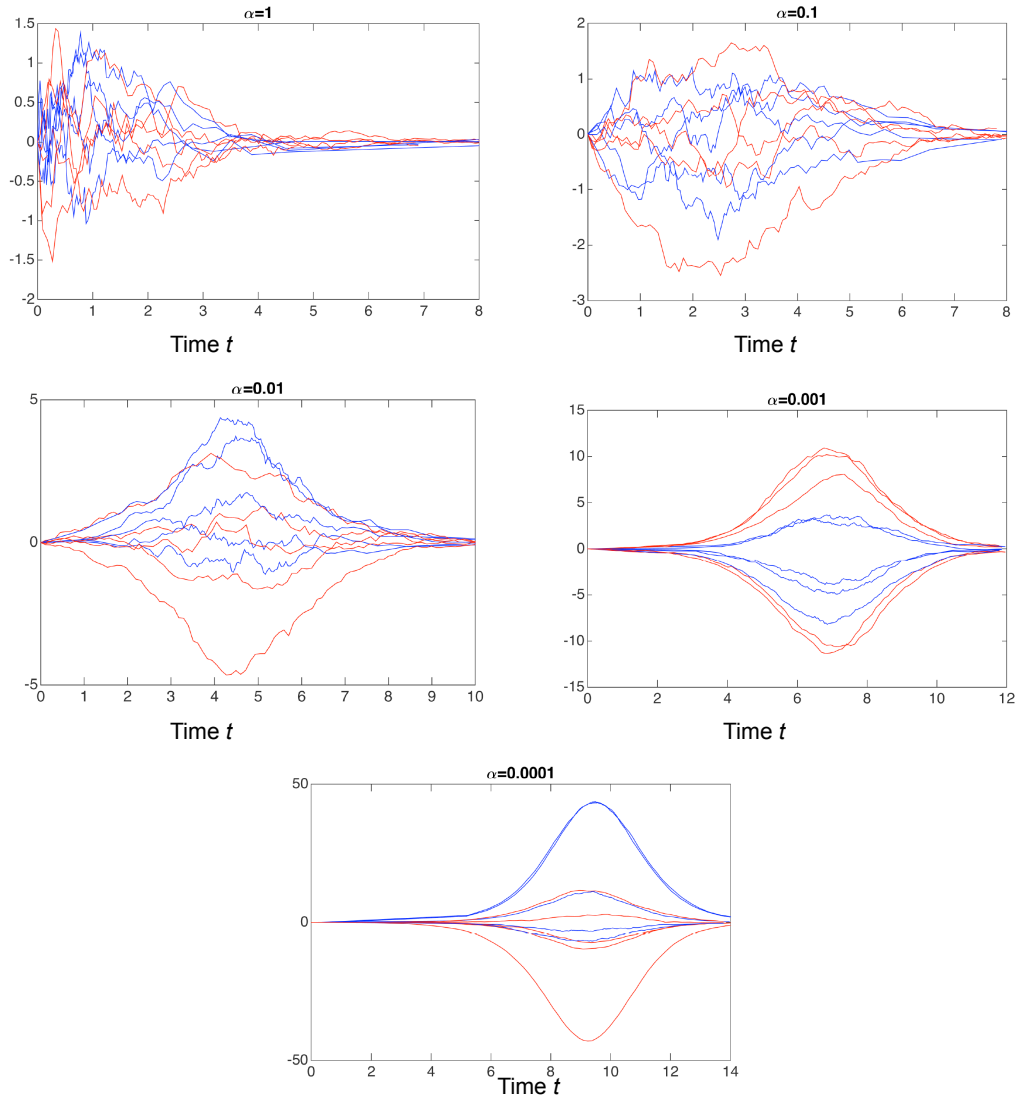 α=1
1.5
1
0.5
0
-0.5
-1
-1.5
-2
0 1 2 3 4 5 6 7 8
Time t
α=0.1
2
1
0
-1
-2
-3
0 1 2 3 4 5 6 7 8
Time t
α=0.01
5
0
-5
0 1 2 3 4 5 6 7 8 9 10
Time t
α=0.001
15
10
5
0
-5
-10
-15
0 2 4 6 8 10 12
Time t
α=0.0001
50
0
-50
0 2 4 6 8 10 12 14
Time t